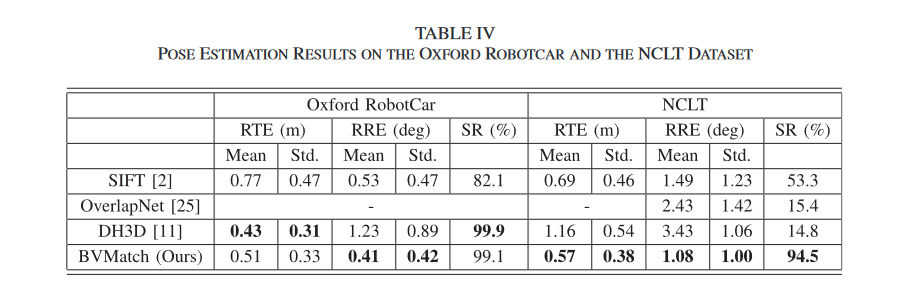 TABLE IV
POSE ESTIMATION RESULTS ON THE OXFORD ROBOTCAR AND THE NCLT DATASET
Oxford RobotCar NCLT
RTE (m) RRE (deg) SR (%) RTE (m) RRE (deg) SR (%)
Mean Std. Mean Std. Mean Std. Mean Std.
SIFT [2] 0.77 0.47 0.53 0.47 82.1 0.69 0.46 1.49 1.23 53.3
OverlapNet [25] - - 2.43 1.42 15.4
DH3D [11] 0.43 0.31 1.23 0.89 99.9 1.16 0.54 3.43 1.06 14.8
BVMatch (Ours) 0.51 0.33 0.41 0.42 99.1 0.57 0.38 1.08 1.00 94.5